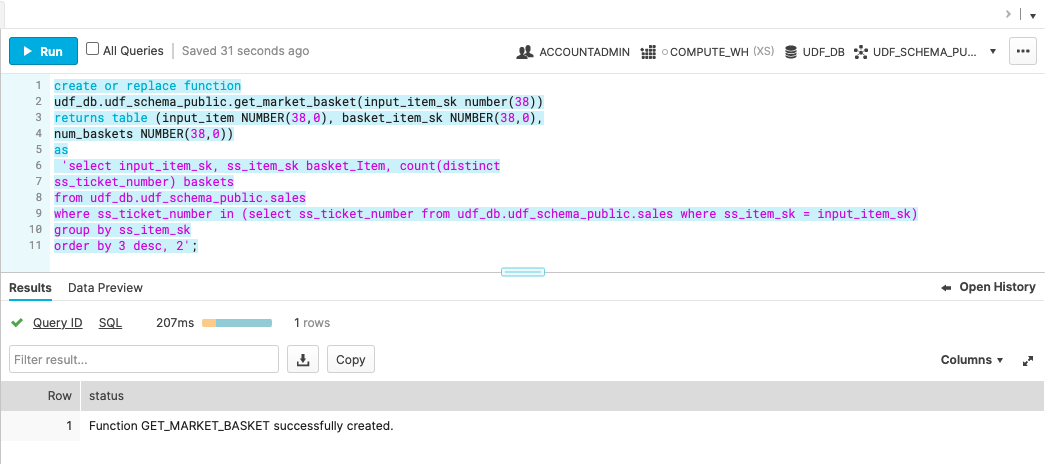 Run All Queries Saved 31 seconds ago ACCOUNTADMIN COMPUTE_WH (XS) UDF_DB UDF_SCHEMA_PU...
1 create or replace function
2 udf_db.udf_schema_public.get_market_basket(input_item_sk number(38))
3 returns table (input_item NUMBER(38,0), basket_item_sk NUMBER(38,0),
4 num_baskets NUMBER(38,0))
5 as
6 'select input_item_sk, ss_item_sk basket_Item, count(distinct
7 ss_ticket_number) baskets
8 from udf_db.udf_schema_public.sales
9 where ss_ticket_number in (select ss_ticket_number from udf_db.udf_schema_public.sales where ss_item_sk = input_item_sk)
10 group by ss_item_sk
11 order by 3 desc, 2';
Results Data Preview Open History
Query ID SQL 207ms 1 rows
Filter result... Copy Columns
Row status
1 Function GET_MARKET_BASKET successfully created.